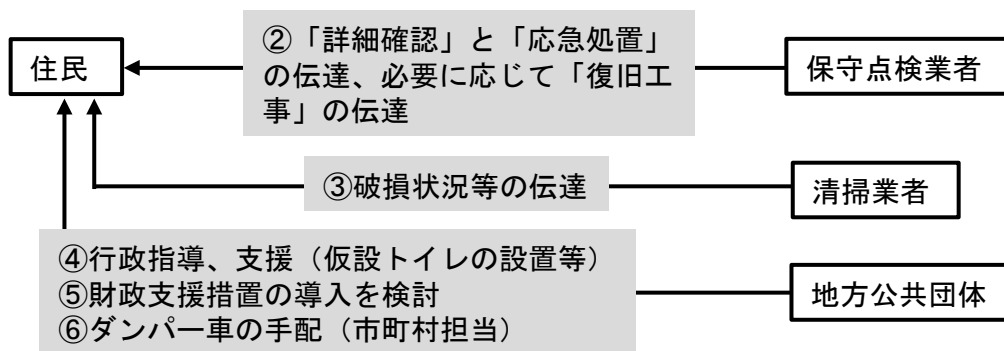 住民
②「詳細確認」と「応急処置」
の伝達、必要に応じて「復旧工
事」の伝達
保守点検業者
③破損状況等の伝達
清掃業者
④行政指導、支援（仮設トイレの設置等）
⑤財政支援措置の導入を検討
⑥ダンパー車の手配（市町村担当）
地方公共団体